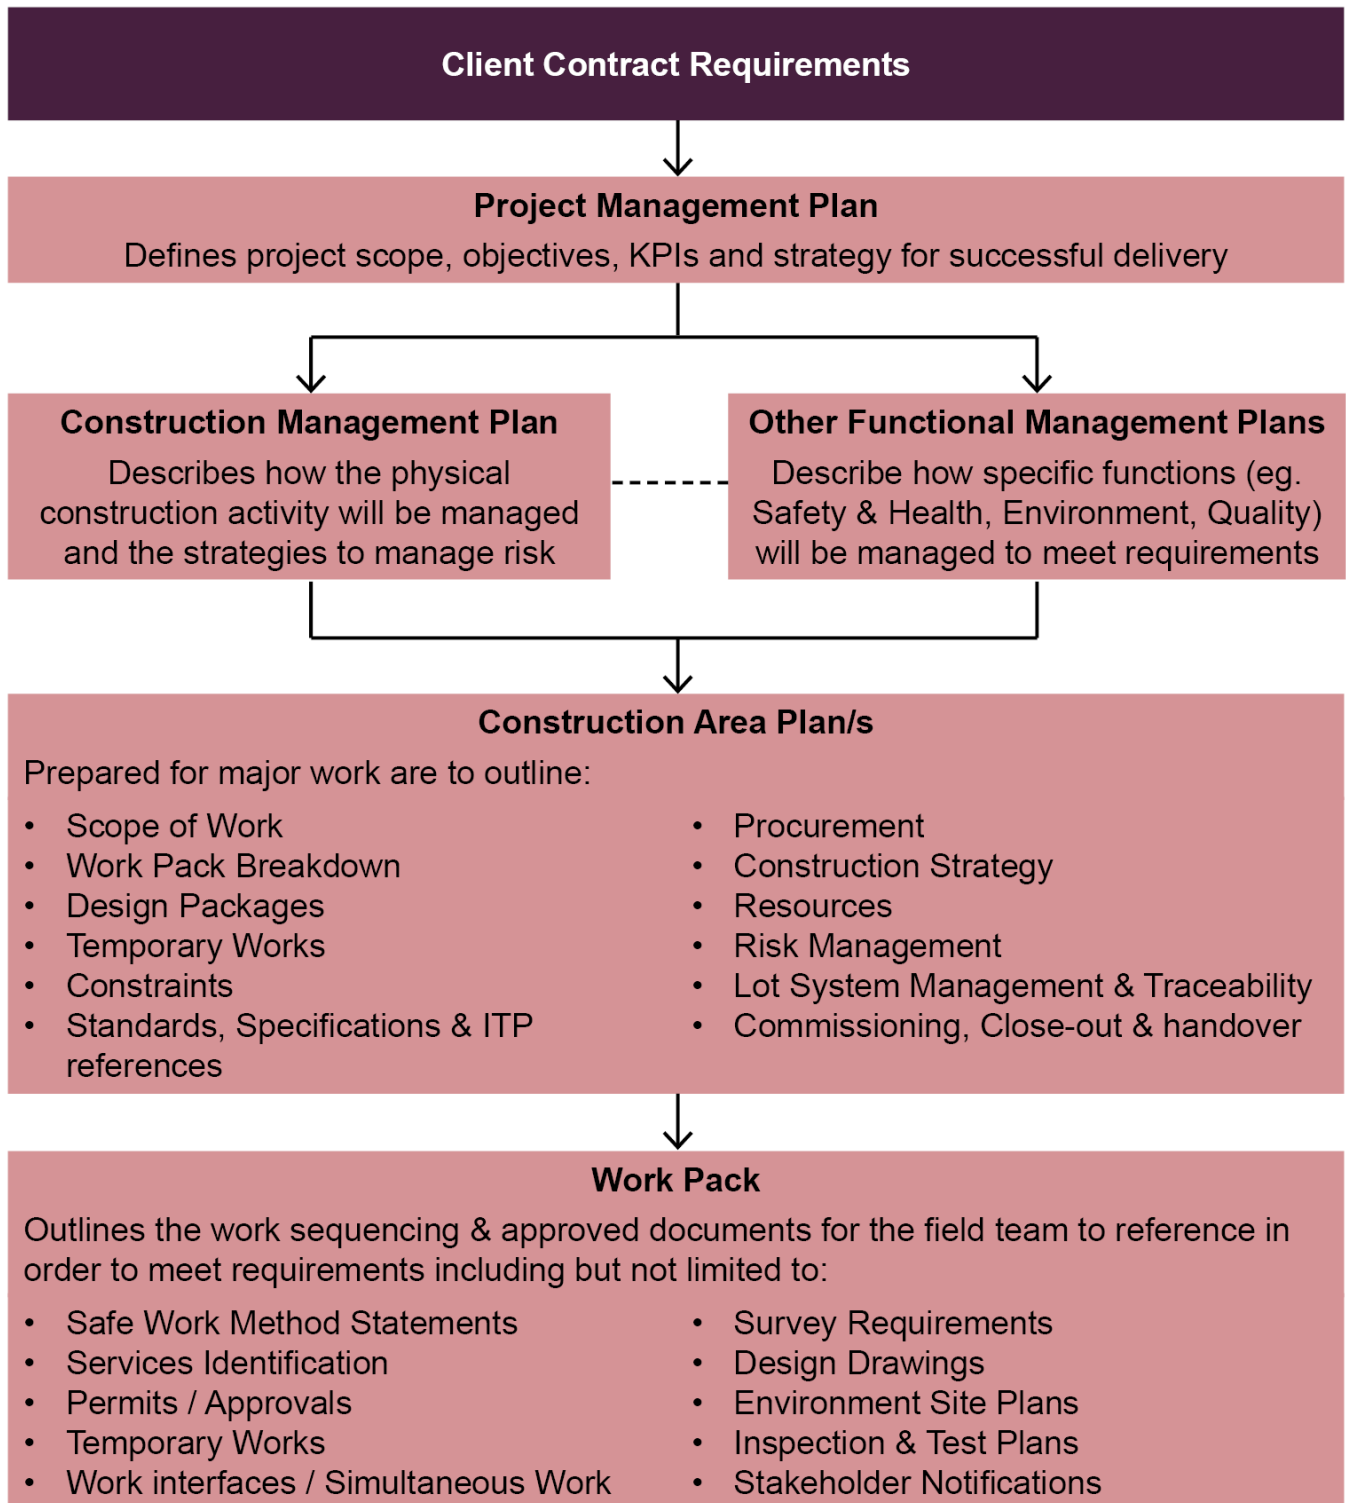 Client Contract Requirements
Project Management Plan
Defines project scope, objectives, KPIs and strategy for successful delivery
Construction Management Plan
Describes how the physical
construction activity will be managed
and the strategies to manage risk
Other Functional Management Plans
Describe how specific functions (eg.
Safety & Health, Environment, Quality)
will be managed to meet requirements
Construction Area Plan/s
Prepared for major work are to outline:
• Scope of Work
• Work Pack Breakdown
• Design Packages
• Temporary Works
• Constraints
• Standards, Specifications & ITP
references
• Procurement
• Construction Strategy
• Resources
• Risk Management
• Lot System Management & Traceability
• Commissioning, Close-out & handover
Work Pack
Outlines the work sequencing & approved documents for the field team to reference in
order to meet requirements including but not limited to:
• Safe Work Method Statements
• Services Identification
• Permits / Approvals
• Temporary Works
• Work interfaces / Simultaneous Work
• Survey Requirements
• Design Drawings
• Environment Site Plans
• Inspection & Test Plans
• Stakeholder Notifications